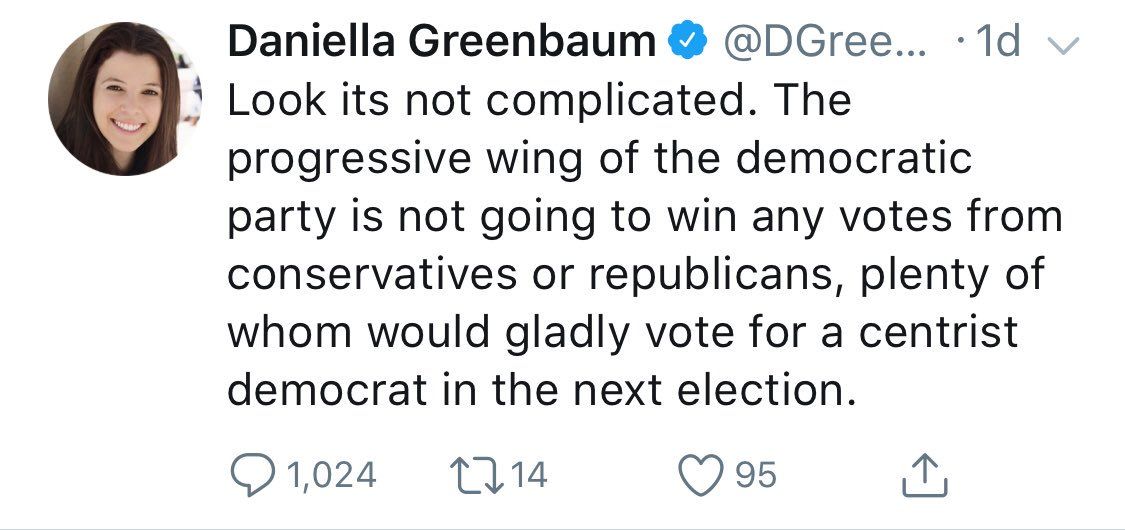 Daniella Greenbaum @DGree... · 1d
Look its not complicated. The
progressive wing of the democratic
party is not going to win any votes from
conservatives or republicans, plenty of
whom would gladly vote for a centrist
democrat in the next election.
1,024 14 95